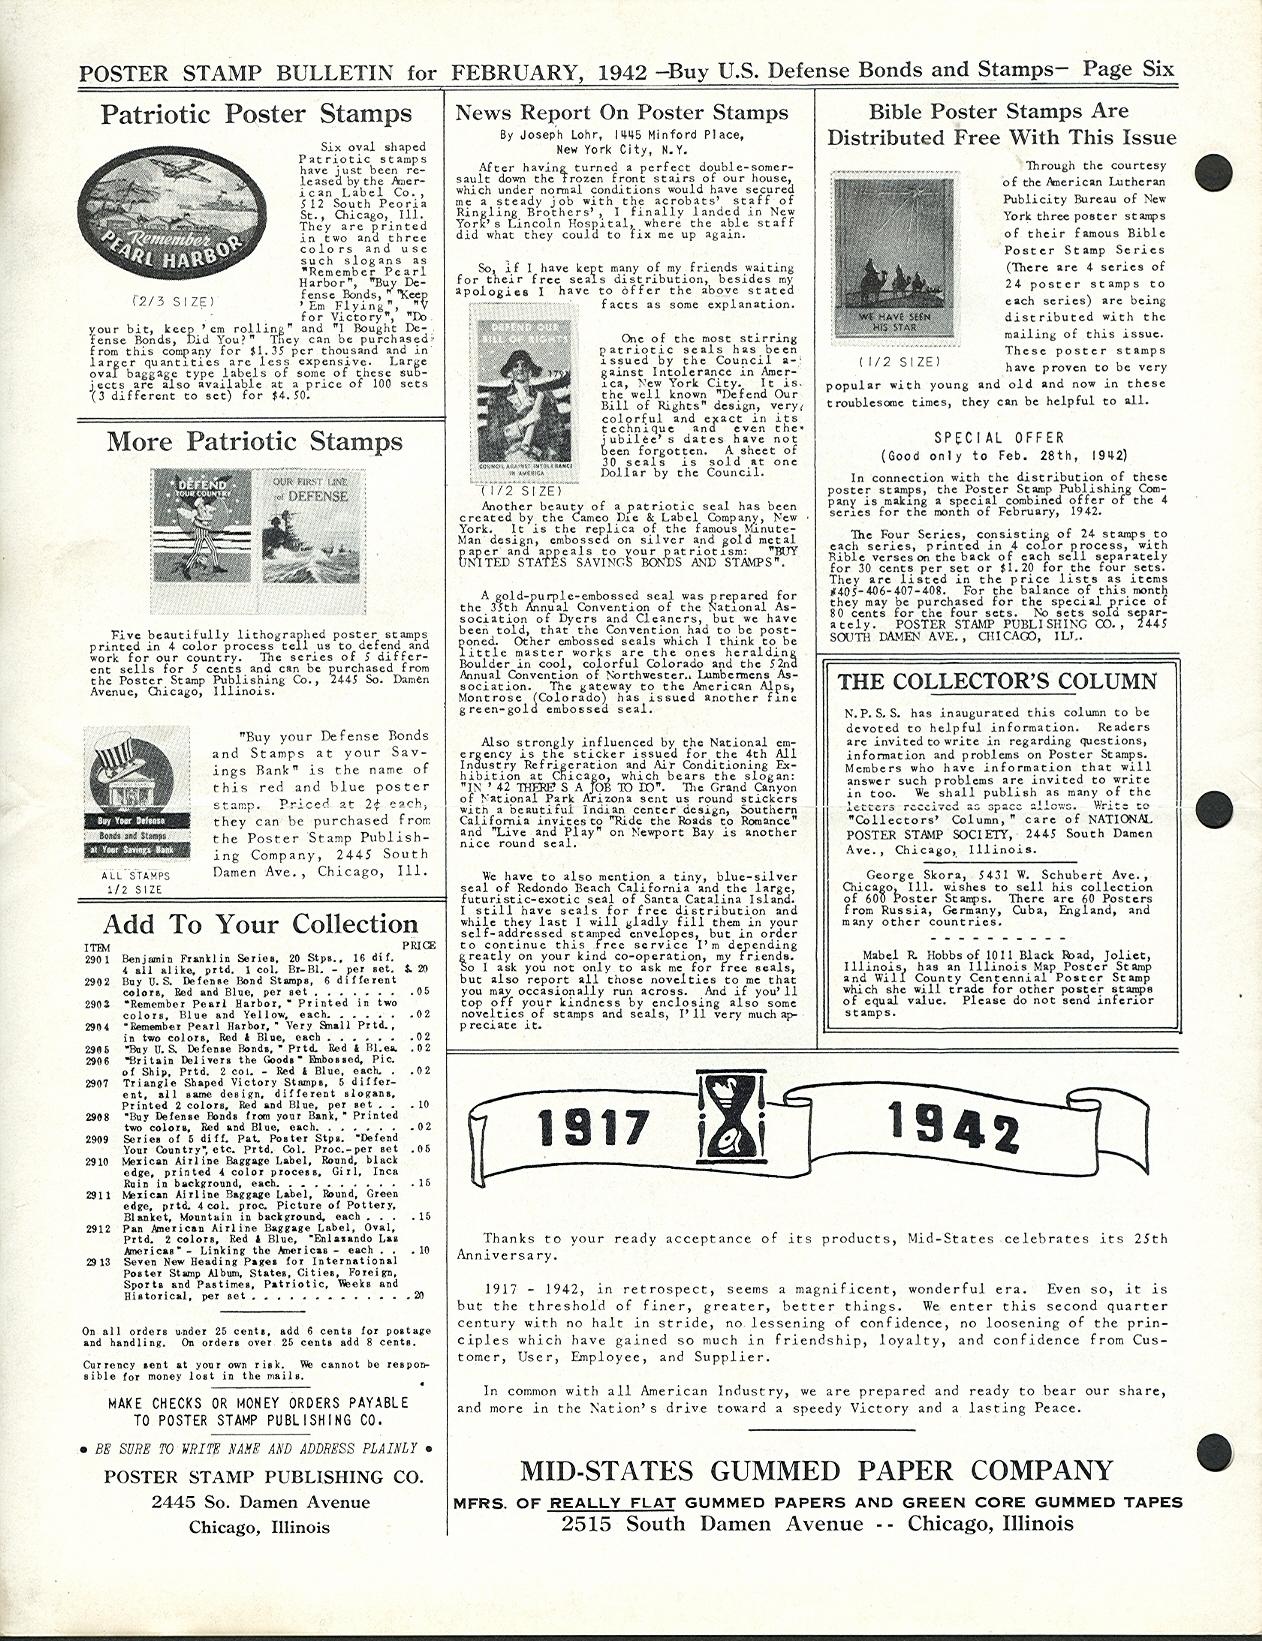 POSTER STAMP BULLETIN for FEBRUARY, 1942 –Buy U.S. Defense Bonds and Stamps– Page Six
Patriotic Poster Stamps
Remember
PEARL HARBOR
(2/3 SIZE)
Six oval shaped
Patriotic stamps
have just been re-
leased by the Amer-
ican Label Co.,
512 South Peoria
St., Chicago, Ill.
They are printed
in two and three
colors and use
such slogans as
"Remember Pearl
Harbor", "Buy De-
fense Bonds," "Keep
'Em Flying", "V
for Victory", "Do
your bit, keep 'em rolling" and "I Bought De-
fense Bonds, Did You?" They can be purchased
from this company for $1.35 per thousand and in
larger quantities are less expensive. Large
oval baggage type labels of some of these sub-
jects are also available at a price of 100 sets
(3 different to set) for $4.50.
More Patriotic Stamps
DEFEND
YOUR COUNTRY
OUR FIRST LINE
of DEFENSE
Five beautifully lithographed poster stamps
printed in 4 color process tell us to defend and
work for our country. The series of 5 differ-
ent sells for 5 cents and can be purchased from
the Poster Stamp Publishing Co., 2445 So. Damen
Avenue, Chicago, Illinois.
Buy Your Defense
Bonds and Stamps
at Your Savings Bank
ALL STAMPS
1/2 SIZE
"Buy your Defense Bonds
and Stamps at your Sav-
ings Bank" is the name of
this red and blue poster
stamp. Priced at 2¢ each,
they can be purchased from
the Poster Stamp Publish-
ing Company, 2445 South
Damen Ave., Chicago, Ill.
Add To Your Collection
ITEM PRICE
2901 Benjamin Franklin Series, 20 Stps., 16 dif.
4 all alike, prtd. 1 col. Br-Bl. - per set. $.20
2902 Buy U.S. Defense Bond Stamps, 6 different
colors, Red and Blue, per set . . . . . . . .05
2903 "Remember Pearl Harbor," Printed in two
colors, Blue and Yellow, each. . . . . . .02
2904 "Remember Pearl Harbor," Very Small Prtd.,
in two colors, Red & Blue, each . . . . . .02
2905 "Buy U.S. Defense Bonds," Prtd. Red & Bl.ea. .02
2906 "Britain Delivers the Goods" Embossed, Pic.
of Ship, Prtd. 2 col. - Red & Blue, each. . .02
2907 Triangle Shaped Victory Stamps, 5 differ-
ent, all same design, different slogans,
Printed 2 colors, Red and Blue, per set . . .10
2908 "Buy Defense Bonds from your Bank," Printed
two colors, Red and Blue, each. . . . . . . .02
2909 Series of 5 diff. Pat. Poster Stps. "Defend
Your Country", etc. Prtd. Col. Proc.-per set .05
2910 Mexican Airline Baggage Label, Round, black
edge, printed 4 color process, Girl, Inca
Ruin in background, each. . . . . . . . . . .15
2911 Mexican Airline Baggage Label, Round, Green
edge, prtd. 4 col. proc. Picture of Pottery,
Blanket, Mountain in background, each . . . .15
2912 Pan American Airline Baggage Label, Oval,
Prtd. 2 colors, Red & Blue, "Enlazando Las
Americas" - Linking the Americas - each . . .10
2913 Seven New Heading Pages for International
Poster Stamp Album, States, Cities, Foreign,
Sports and Pastimes, Patriotic, Weeks and
Historical, per set . . . . . . . . . . . . . .20
On all orders under 25 cents, add 6 cents for postage
and handling. On orders over 25 cents add 8 cents.
Currency sent at your own risk. We cannot be respon-
sible for money lost in the mails.
MAKE CHECKS OR MONEY ORDERS PAYABLE
TO POSTER STAMP PUBLISHING CO.
• BE SURE TO WRITE NAME AND ADDRESS PLAINLY •
POSTER STAMP PUBLISHING CO.
2445 So. Damen Avenue
Chicago, Illinois
News Report On Poster Stamps
By Joseph Lohr, 1445 Minford Place,
New York City, N.Y.
After having turned a perfect double-somer-
sault down the frozen front stairs of our house,
which under normal conditions would have secured
me a steady job with the acrobats' staff of
Ringling Brothers', I finally landed in New
York's Lincoln Hospital, where the able staff
did what they could to fix me up again.
So, if I have kept many of my friends waiting
for their free seals distribution, besides my
apologies I have to offer the above stated
facts as some explanation.
DEFEND OUR
BILL OF RIGHTS
COUNCIL AGAINST INTOLERANCE
IN AMERICA
(1/2 SIZE)
One of the most stirring
patriotic seals has been
issued by the Council a-
gainst Intolerance in Amer-
ica, New York City. It is
the well known "Defend Our
Bill of Rights" design, very
colorful and exact in its
technique and even the
jubilee's dates have not
been forgotten. A sheet of
30 seals is sold at one
Dollar by the Council.
Another beauty of a patriotic seal has been
created by the Cameo Die & Label Company, New
York. It is the replica of the famous Minute-
Man design, embossed on silver and gold metal
paper and appeals to your patriotism: "BUY
UNITED STATES SAVINGS BONDS AND STAMPS".
A gold-purple-embossed seal was prepared for
the 35th Annual Convention of the National As-
sociation of Dyers and Cleaners, but we have
been told, that the Convention had to be post-
poned. Other embossed seals which I think to be
little master works are the ones heralding
Boulder in cool, colorful Colorado and the 52nd
Annual Convention of Northwester.. Lumbermens As-
sociation. The gateway to the American Alps,
Montrose (Colorado) has issued another fine
green-gold embossed seal.
Also strongly influenced by the National em-
ergency is the sticker issued for the 4th All
Industry Refrigeration and Air Conditioning Ex-
hibition at Chicago, which bears the slogan:
"IN '42 THERE'S A JOB TO DO". The Grand Canyon
of National Park Arizona sent us round stickers
with a beautiful Indian center design, Southern
California invites to "Ride the Roads to Romance"
and "Live and Play" on Newport Bay is another
nice round seal.
We have to also mention a tiny, blue-silver
seal of Redondo Beach California and the large,
futuristic-exotic seal of Santa Catalina Island.
I still have seals for free distribution and
while they last I will gladly fill them in your
self-addressed stamped envelopes, but in order
to continue this free service I'm depending
greatly on your kind co-operation, my friends.
So I ask you not only to ask me for free seals,
but also report all those novelties to me that
you may occasionally run across. And if you'll
top off your kindness by enclosing also some
novelties of stamps and seals, I'll very much ap-
preciate it.
Bible Poster Stamps Are
Distributed Free With This Issue
WE HAVE SEEN
HIS STAR
(1/2 SIZE)
Through the courtesy
of the American Lutheran
Publicity Bureau of New
York three poster stamps
of their famous Bible
Poster Stamp Series
(There are 4 series of
24 poster stamps to
each series) are being
distributed with the
mailing of this issue.
These poster stamps
have proven to be very
popular with young and old and now in these
troublesome times, they can be helpful to all.
SPECIAL OFFER
(Good only to Feb. 28th, 1942)
In connection with the distribution of these
poster stamps, the Poster Stamp Publishing Com-
pany is making a special combined offer of the 4
series for the month of February, 1942.
The Four Series, consisting of 24 stamps to
each series, printed in 4 color process, with
Bible verses on the back of each sell separately
for 30 cents per set or $1.20 for the four sets.
They are listed in the price lists as items
#405-406-407-408. For the balance of this month
they may be purchased for the special price of
80 cents for the four sets. No sets sold separ-
ately. POSTER STAMP PUBLISHING CO., 2445
SOUTH DAMEN AVE., CHICAGO, ILL.
THE COLLECTOR'S COLUMN
N.P.S.S. has inaugurated this column to be
devoted to helpful information. Readers
are invited to write in regarding questions,
information and problems on Poster Stamps.
Members who have information that will
answer such problems are invited to write
in too. We shall publish as many of the
letters received as space allows. Write to
"Collectors' Column," care of NATIONAL
POSTER STAMP SOCIETY, 2445 South Damen
Ave., Chicago, Illinois.
George Skora, 5431 W. Schubert Ave.,
Chicago, Ill. wishes to sell his collection
of 600 Poster Stamps. There are 60 Posters
from Russia, Germany, Cuba, England, and
many other countries.
Mabel R. Hobbs of 1011 Black Road, Joliet,
Illinois, has an Illinois Map Poster Stamp
and Will County Centennial Poster Stamp
which she will trade for other poster stamps
of equal value. Please do not send inferior
stamps.
1917 1942
Thanks to your ready acceptance of its products, Mid-States celebrates its 25th
Anniversary.
1917 - 1942, in retrospect, seems a magnificent, wonderful era. Even so, it is
but the threshold of finer, greater, better things. We enter this second quarter
century with no halt in stride, no lessening of confidence, no loosening of the prin-
ciples which have gained so much in friendship, loyalty, and confidence from Cus-
tomer, User, Employee, and Supplier.
In common with all American Industry, we are prepared and ready to bear our share,
and more in the Nation's drive toward a speedy Victory and a lasting Peace.
MID-STATES GUMMED PAPER COMPANY
MFRS. OF REALLY FLAT GUMMED PAPERS AND GREEN CORE GUMMED TAPES
2515 South Damen Avenue -- Chicago, Illinois